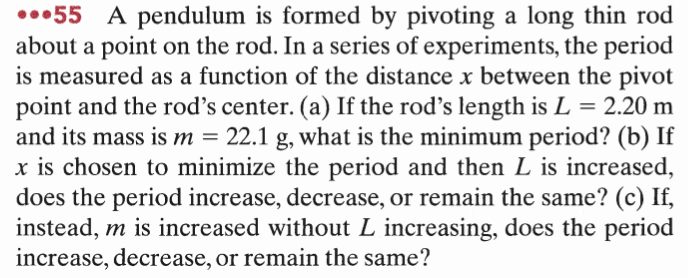 •••55 A pendulum is formed by pivoting a long thin rod
about a point on the rod. In a series of experiments, the period
is measured as a function of the distance x between the pivot
point and the rod's center. (a) If the rod's length is L = 2.20 m
and its mass is m = 22.1 g, what is the minimum period? (b) If
x is chosen to minimize the period and then L is increased,
does the period increase, decrease, or remain the same? (c) If,
instead, m is increased without L increasing, does the period
increase, decrease, or remain the same?